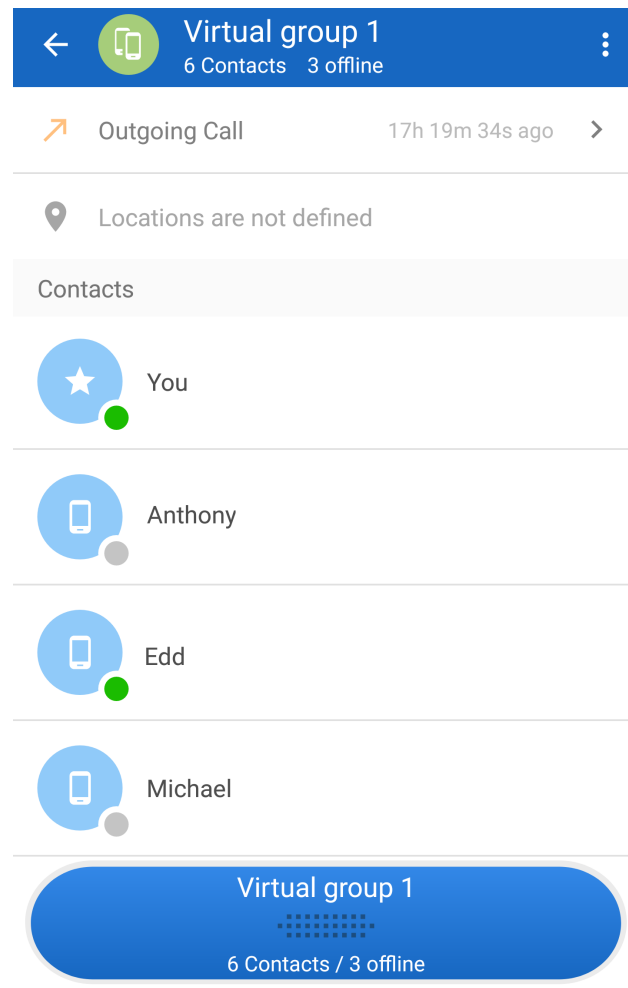 Virtual group 1
6 Contacts 3 offline
Outgoing Call 17h 19m 34s ago
Locations are not defined
Contacts
You
Anthony
Edd
Michael
Virtual group 1
6 Contacts / 3 offline